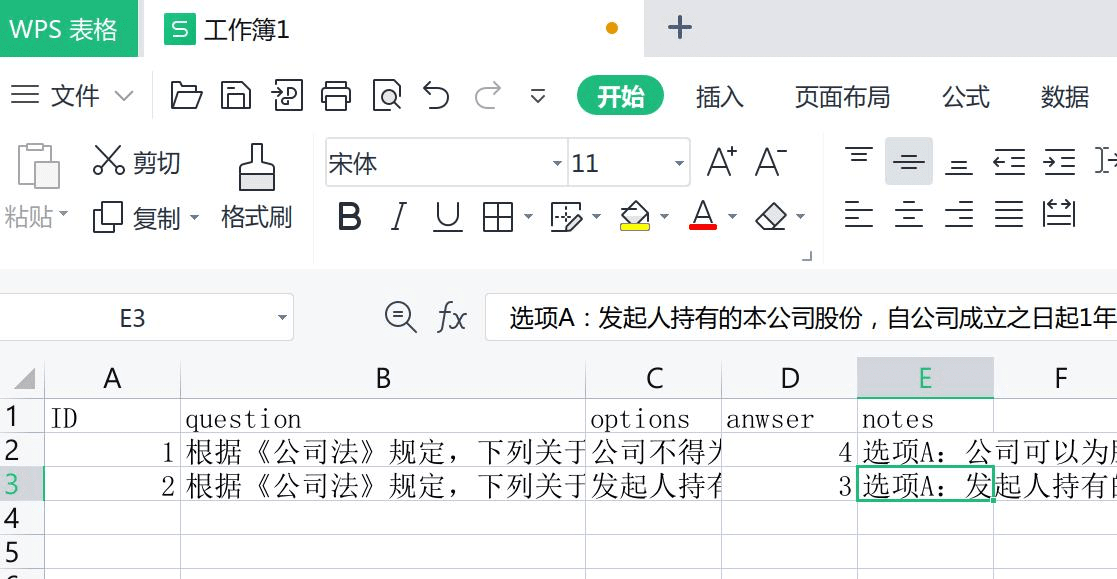 WPS 表格
S 工作簿1
文件 开始 插入 页面布局 公式 数据
剪切
宋体 11 A+ A-
粘贴 复制 格式刷 B I U A
E3 fx 选项A：发起人持有的本公司股份，自公司成立之日起1年
A B C D E F
1 ID question options anwser notes
2 1 根据《公司法》规定，下列关于 公司不得为 4 选项A：公司可以为
3 2 根据《公司法》规定，下列关于 发起人持有 3 选项A：发起人持有的
4
5